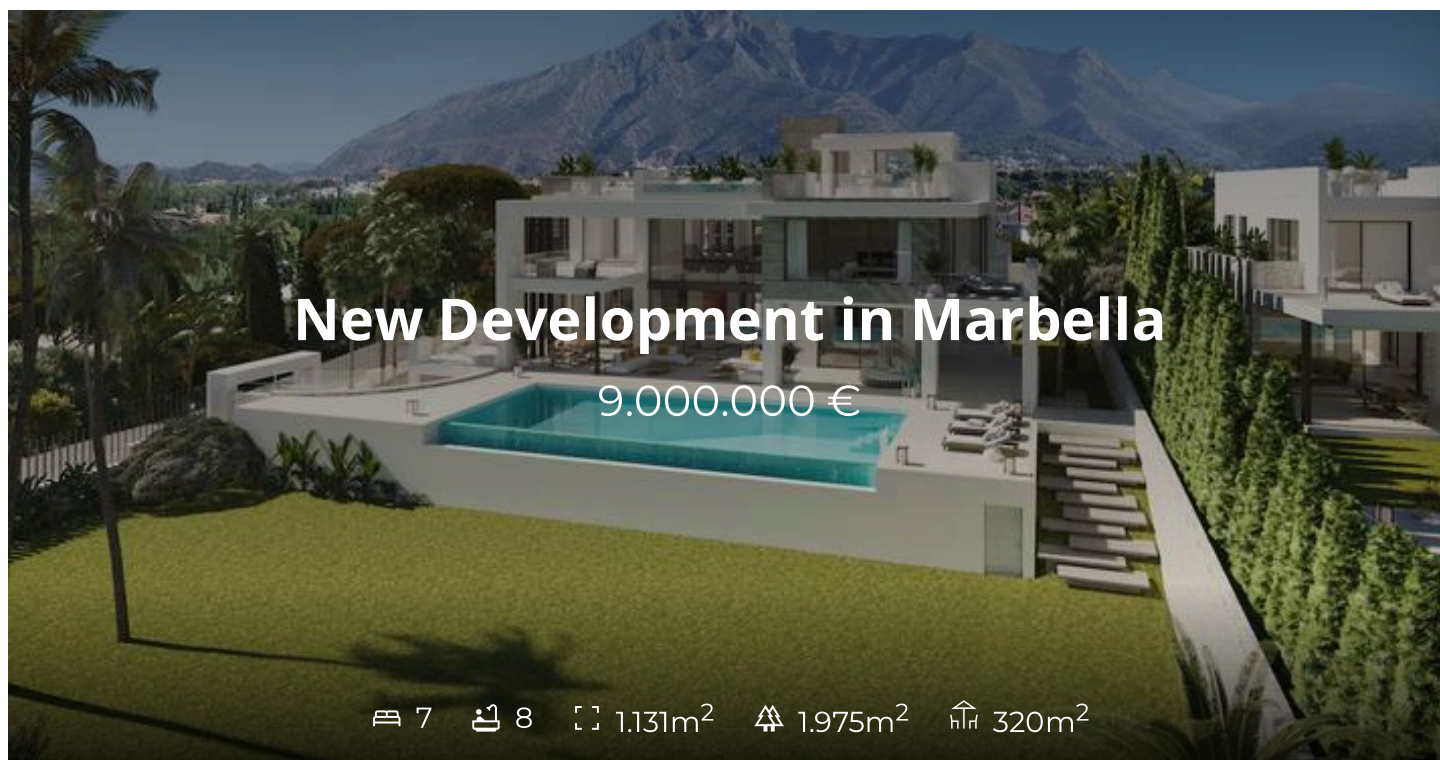 New Development in Marbella
9.000.000 €
7 8 1.131m² 1.975m² 320m²